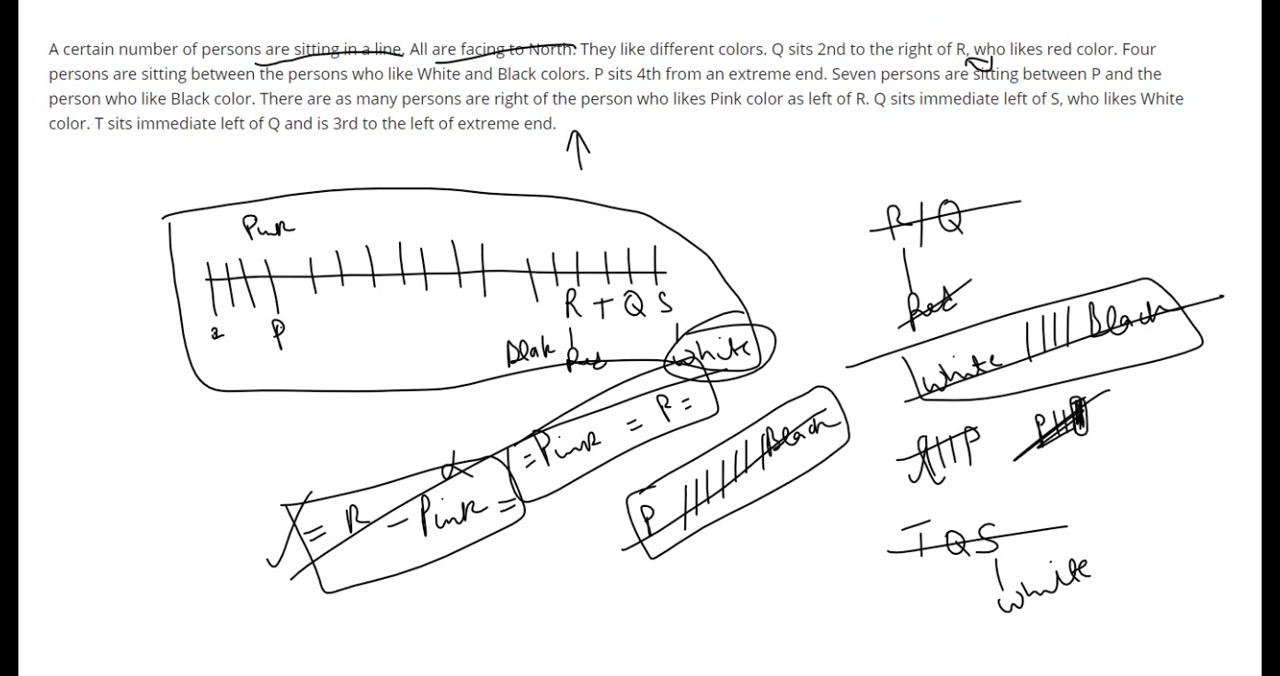 A certain number of persons are sitting in a line. All are facing to North. They like different colors. Q sits 2nd to the right of R, who likes red color. Four
persons are sitting between the persons who like White and Black colors. P sits 4th from an extreme end. Seven persons are sitting between P and the
person who like Black color. There are as many persons are right of the person who likes Pink color as left of R. Q sits immediate left of S, who likes White
color. T sits immediate left of Q and is 3rd to the left of extreme end.
R | Q
Red
Pink
P
R T Q S
Red
White
White |||| Black
= Pink = R =
= R - Pink =
P ||||||| Black
T Q S
White